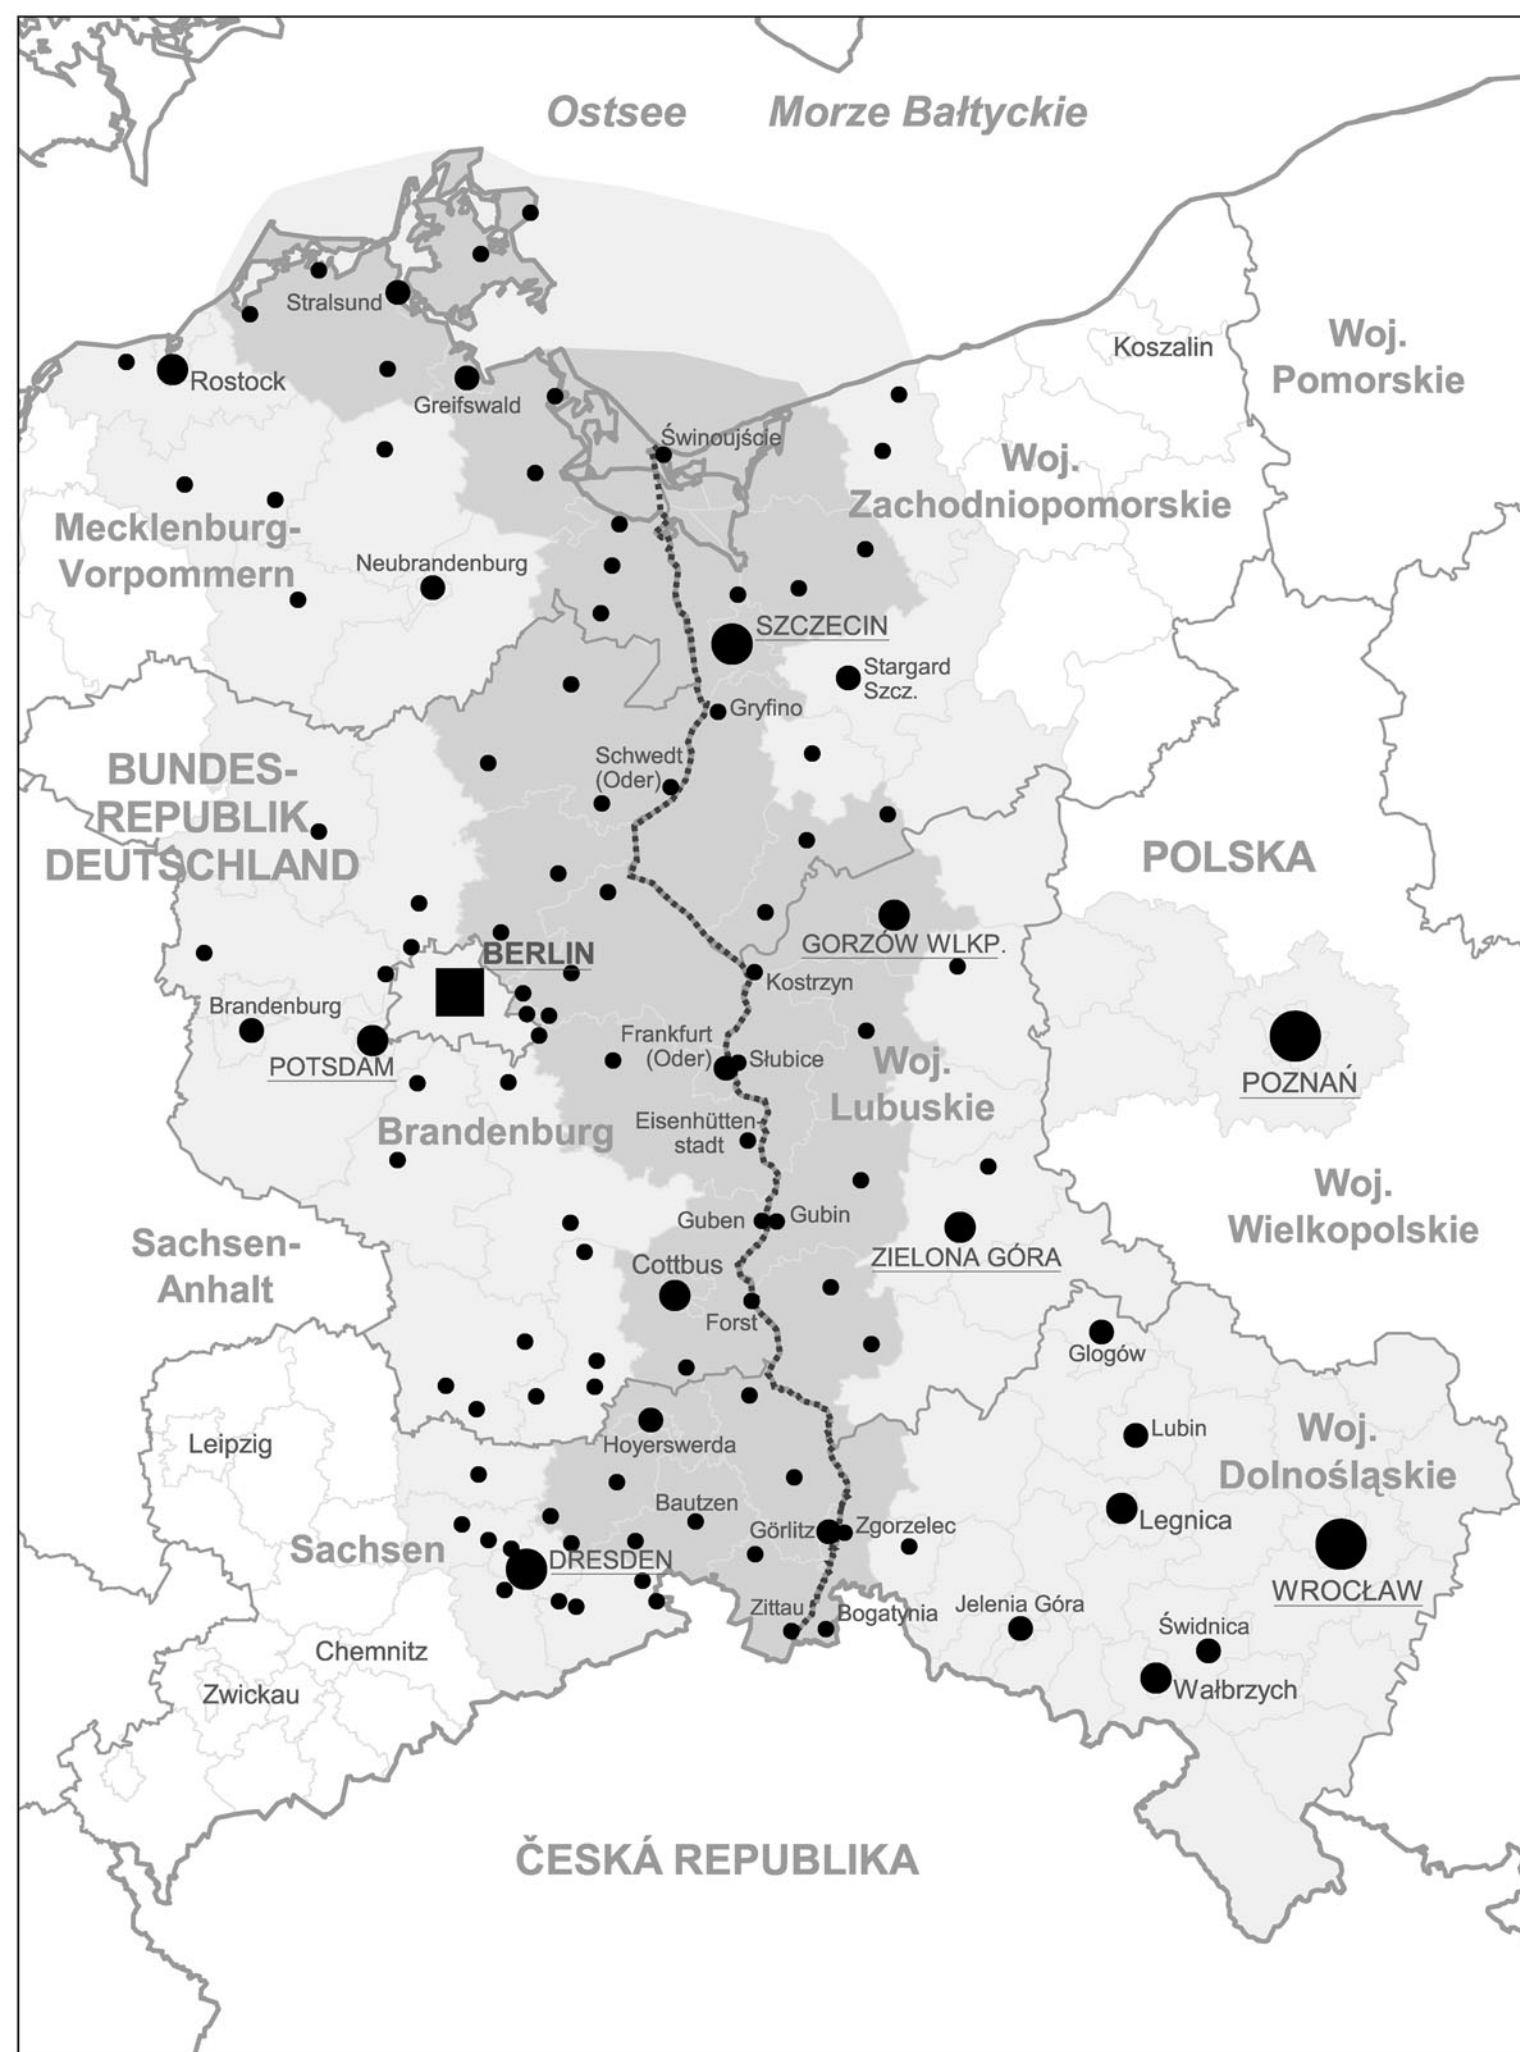 Ostsee
Morze Bałtyckie
Stralsund
Rostock
Greifswald
Koszalin
Woj.
Pomorskie
Świnoujście
Woj.
Zachodniopomorskie
Mecklenburg-
Vorpommern
Neubrandenburg
SZCZECIN
Stargard
Szcz.
Gryfino
Schwedt
(Oder)
BUNDES-
REPUBLIK
DEUTSCHLAND
POLSKA
GORZÓW WLKP.
BERLIN
Kostrzyn
Brandenburg
POTSDAM
Frankfurt
(Oder)
Słubice
Woj.
Lubuskie
POZNAŃ
Brandenburg
Eisenhütten-
stadt
Woj.
Wielkopolskie
Guben
Gubin
ZIELONA GÓRA
Sachsen-
Anhalt
Cottbus
Forst
Glogów
Leipzig
Hoyerswerda
Lubin
Woj.
Dolnośląskie
Bautzen
Görlitz
Zgorzelec
Legnica
Sachsen
DRESDEN
WROCŁAW
Zittau
Bogatynia
Jelenia Góra
Świdnica
Chemnitz
Zwickau
Wałbrzych
ČESKÁ REPUBLIKA